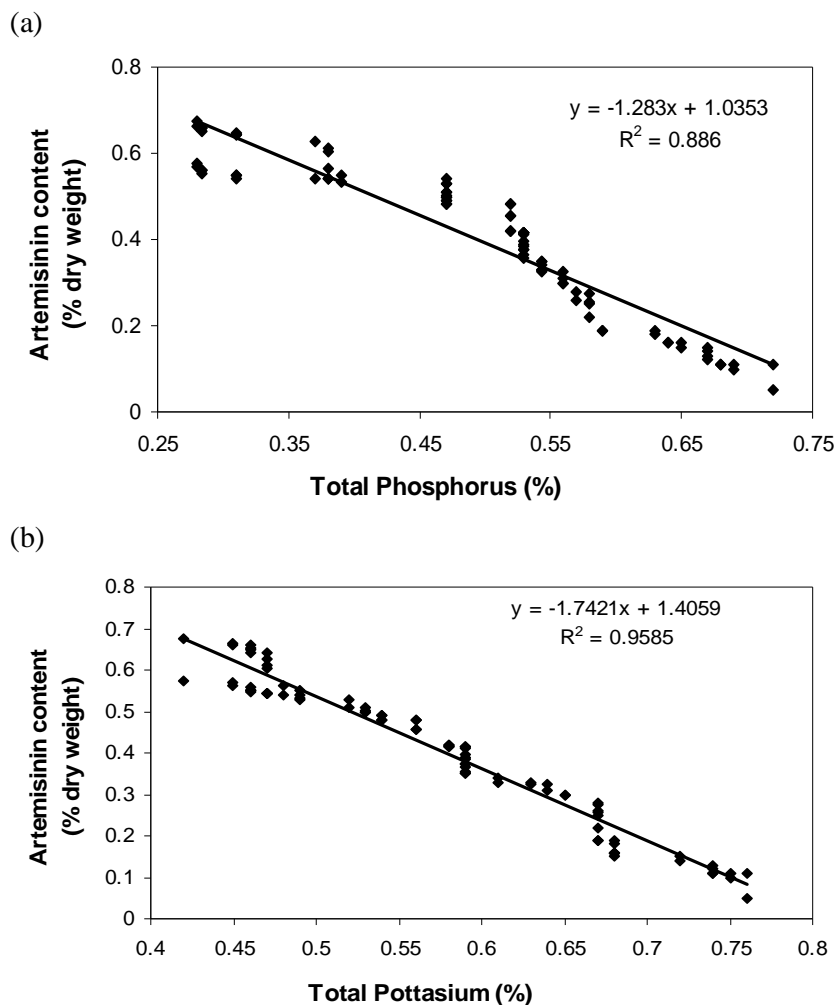 (a)
0.8
y = -1.283x + 1.0353
R² = 0.886
0.6
0.4
0.2
0
Artemisinin content
(% dry weight)
0.25 0.35 0.45 0.55 0.65 0.75
Total Phosphorus (%)
(b)
0.8
y = -1.7421x + 1.4059
R² = 0.9585
0.7
0.6
0.5
0.4
0.3
0.2
0.1
0
Artemisinin content
(% dry weight)
0.4 0.45 0.5 0.55 0.6 0.65 0.7 0.75 0.8
Total Pottasium (%)